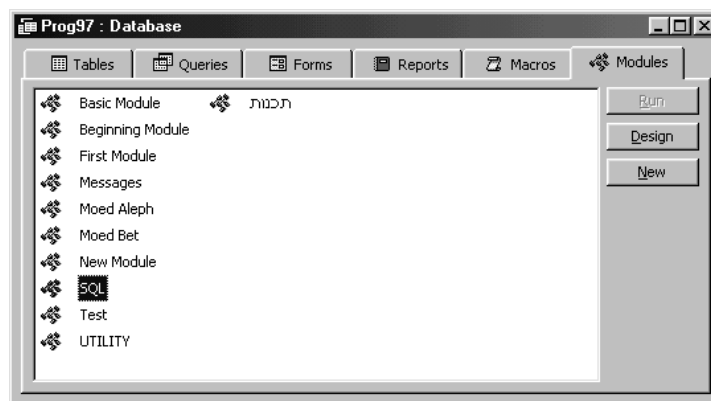 Prog97 : Database
Tables Queries Forms Reports Macros Modules
Basic Module תכנות
Beginning Module
First Module
Messages
Moed Aleph
Moed Bet
New Module
SQL
Test
UTILITY
Run
Design
New